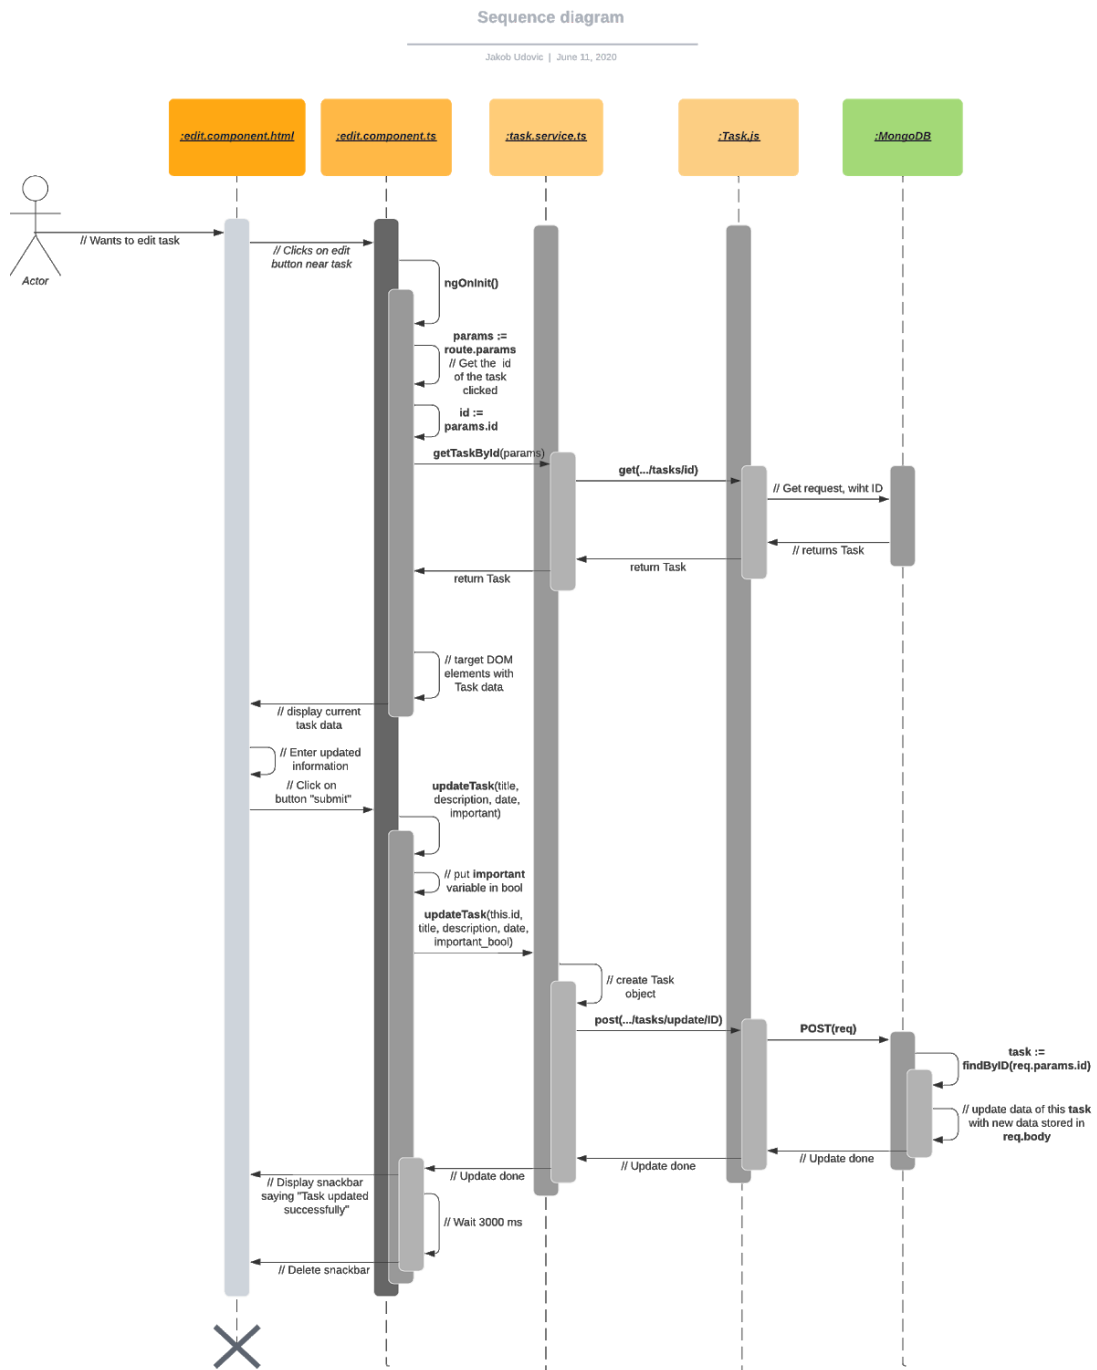 Sequence diagram
Jakob Udovic | June 11, 2020
:edit.component.html
:edit.component.ts
:task.service.ts
:Task.js
:MongoDB
Actor
// Wants to edit task
// Clicks on edit
button near task
ngOnInit()
params :=
route.params
// Get the id
of the task
clicked
id :=
params.id
getTaskById(params)
get(.../tasks/id)
// Get request, wiht ID
// returns Task
return Task
return Task
// target DOM
elements with
Task data
// display current
task data
// Enter updated
information
// Click on
button "submit"
updateTask(title,
description, date,
important)
// put important
variable in bool
updateTask(this.id,
title, description, date,
important_bool)
// create Task
object
post(.../tasks/update/ID)
POST(req)
task :=
findByID(req.params.id)
// update data of this task
with new data stored in
req.body
// Update done
// Update done
// Update done
// Display snackbar
saying "Task updated
successfully"
// Wait 3000 ms
// Delete snackbar